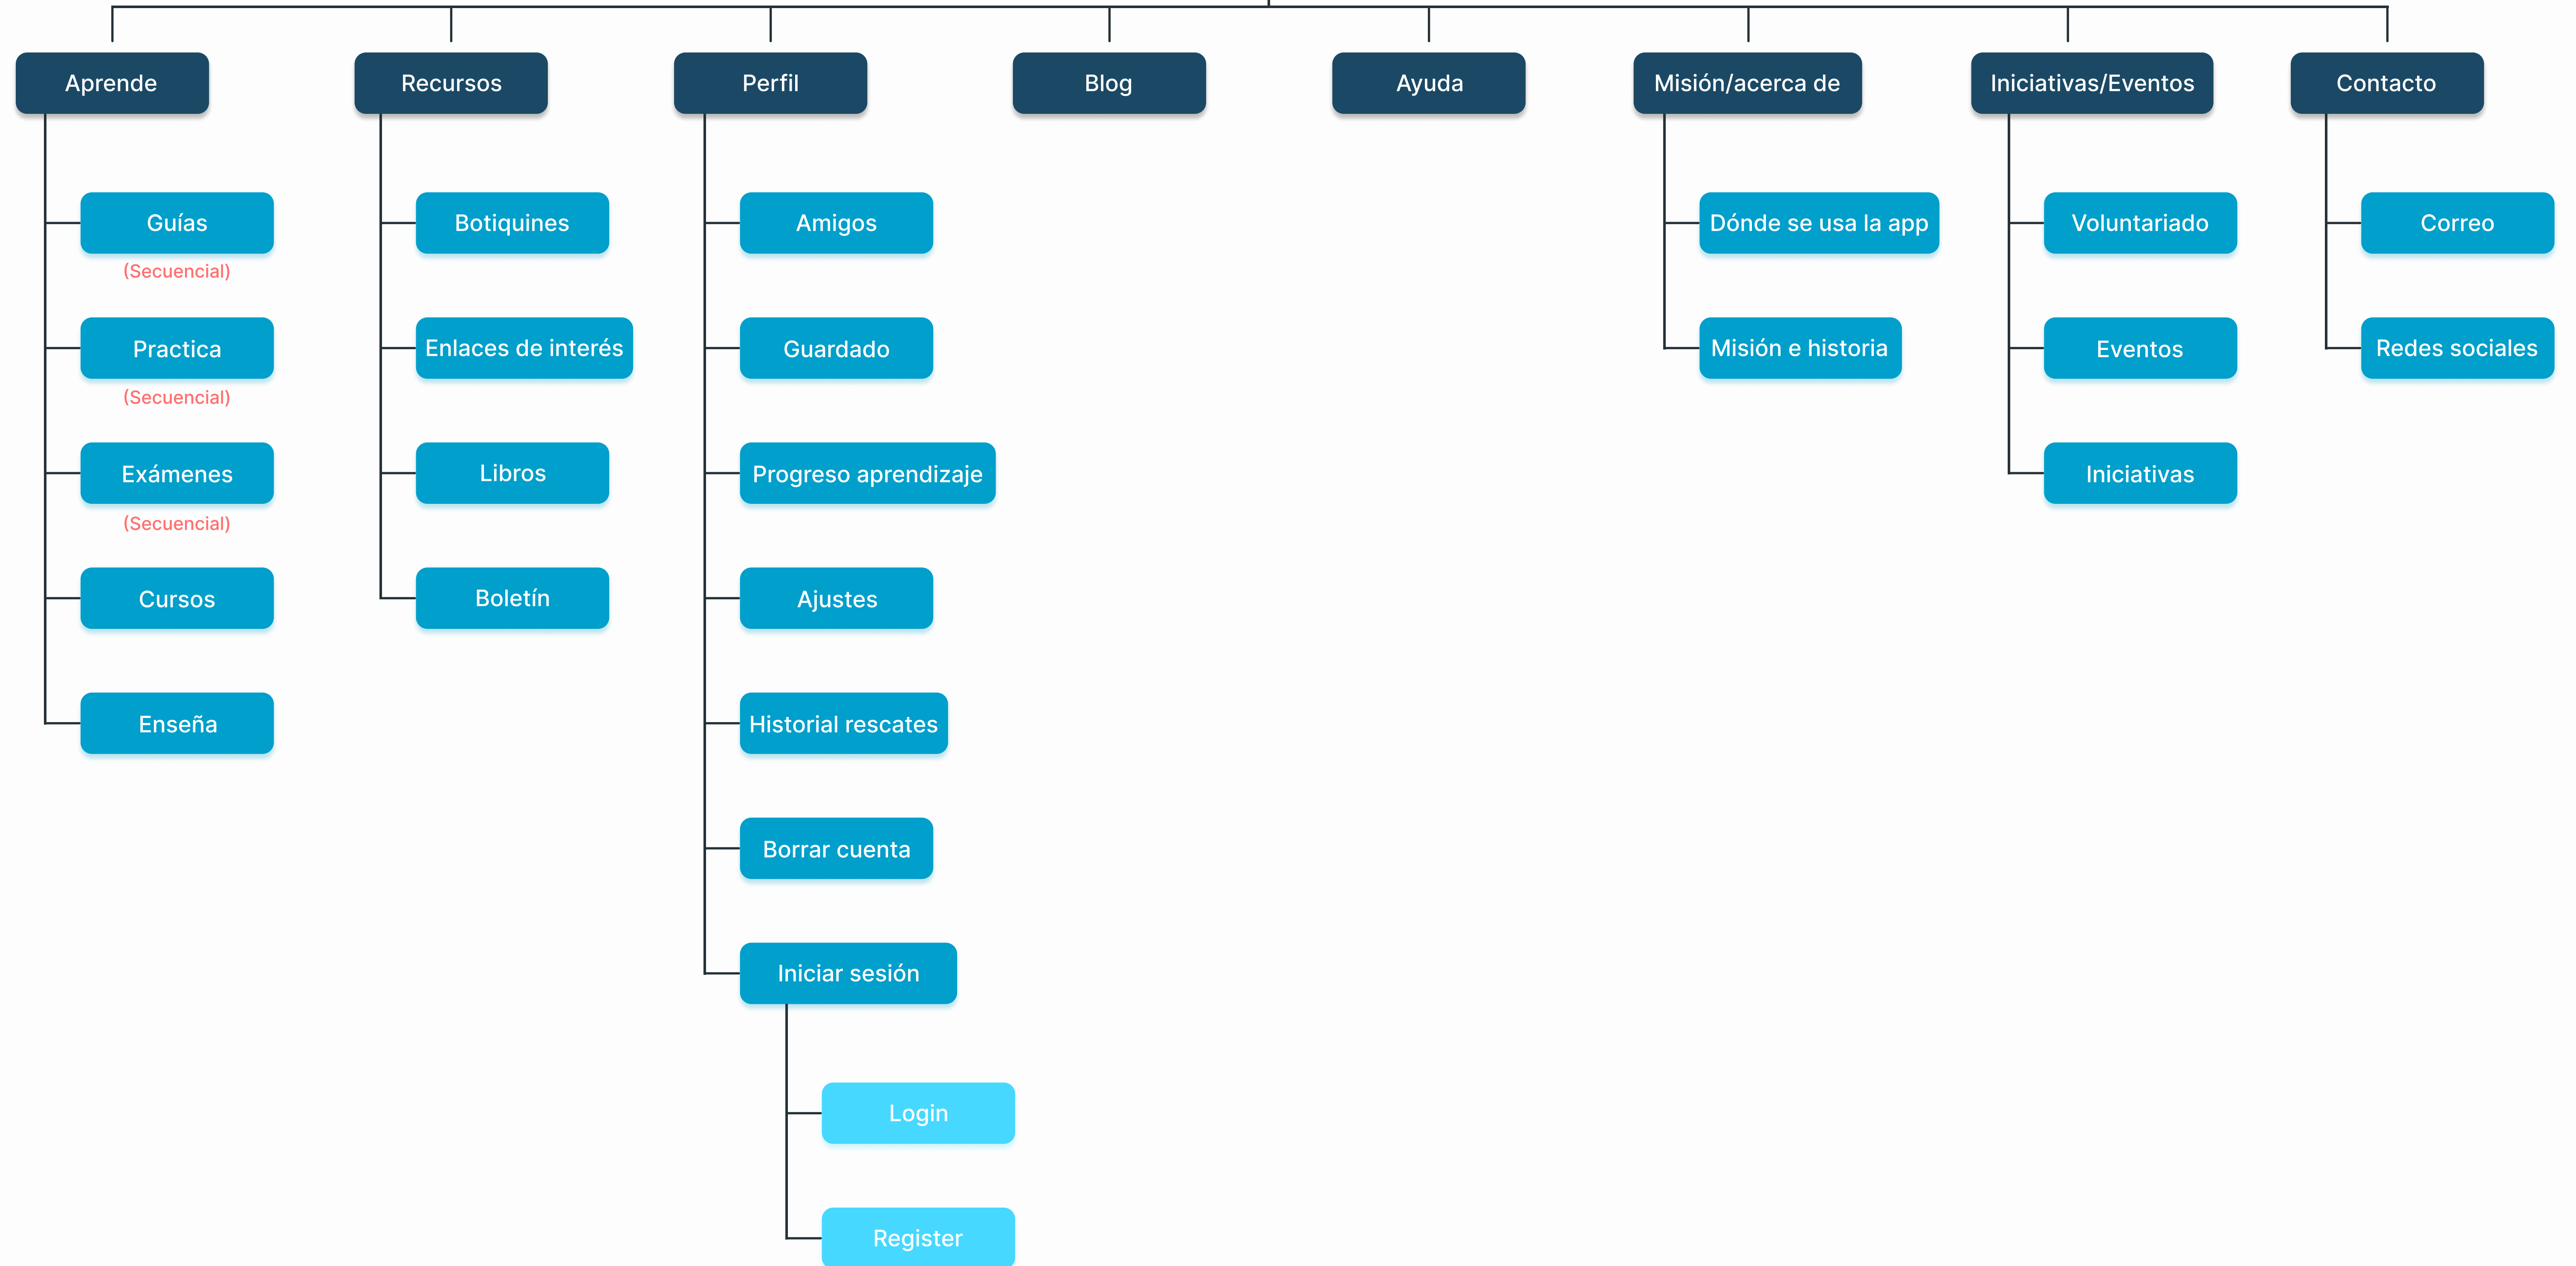 Aprende
Recursos
Perfil
Blog
Ayuda
Misión/acerca de
Iniciativas/Eventos
Contacto
Guías
(Secuencial)
Practica
(Secuencial)
Exámenes
(Secuencial)
Cursos
Enseña
Botiquines
Enlaces de interés
Libros
Boletín
Amigos
Guardado
Progreso aprendizaje
Ajustes
Historial rescates
Borrar cuenta
Iniciar sesión
Login
Register
Dónde se usa la app
Misión e historia
Voluntariado
Eventos
Iniciativas
Correo
Redes sociales